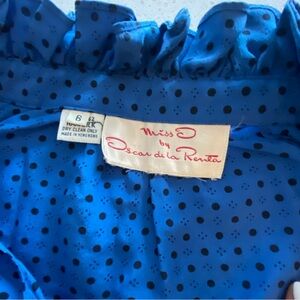 8
DRY CLEAN ONLY
MADE IN HONG KONG
Miss O
by
Oscar de la Renta